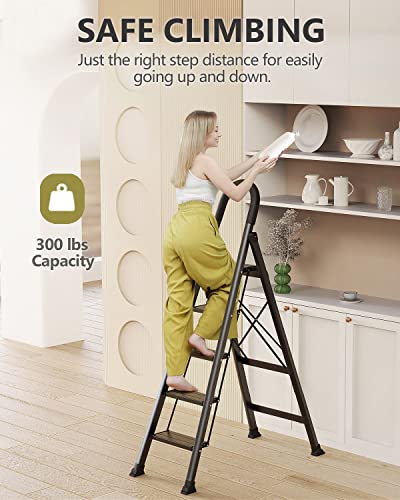 SAFE CLIMBING
Just the right step distance for easily
going up and down.
300 lbs
Capacity